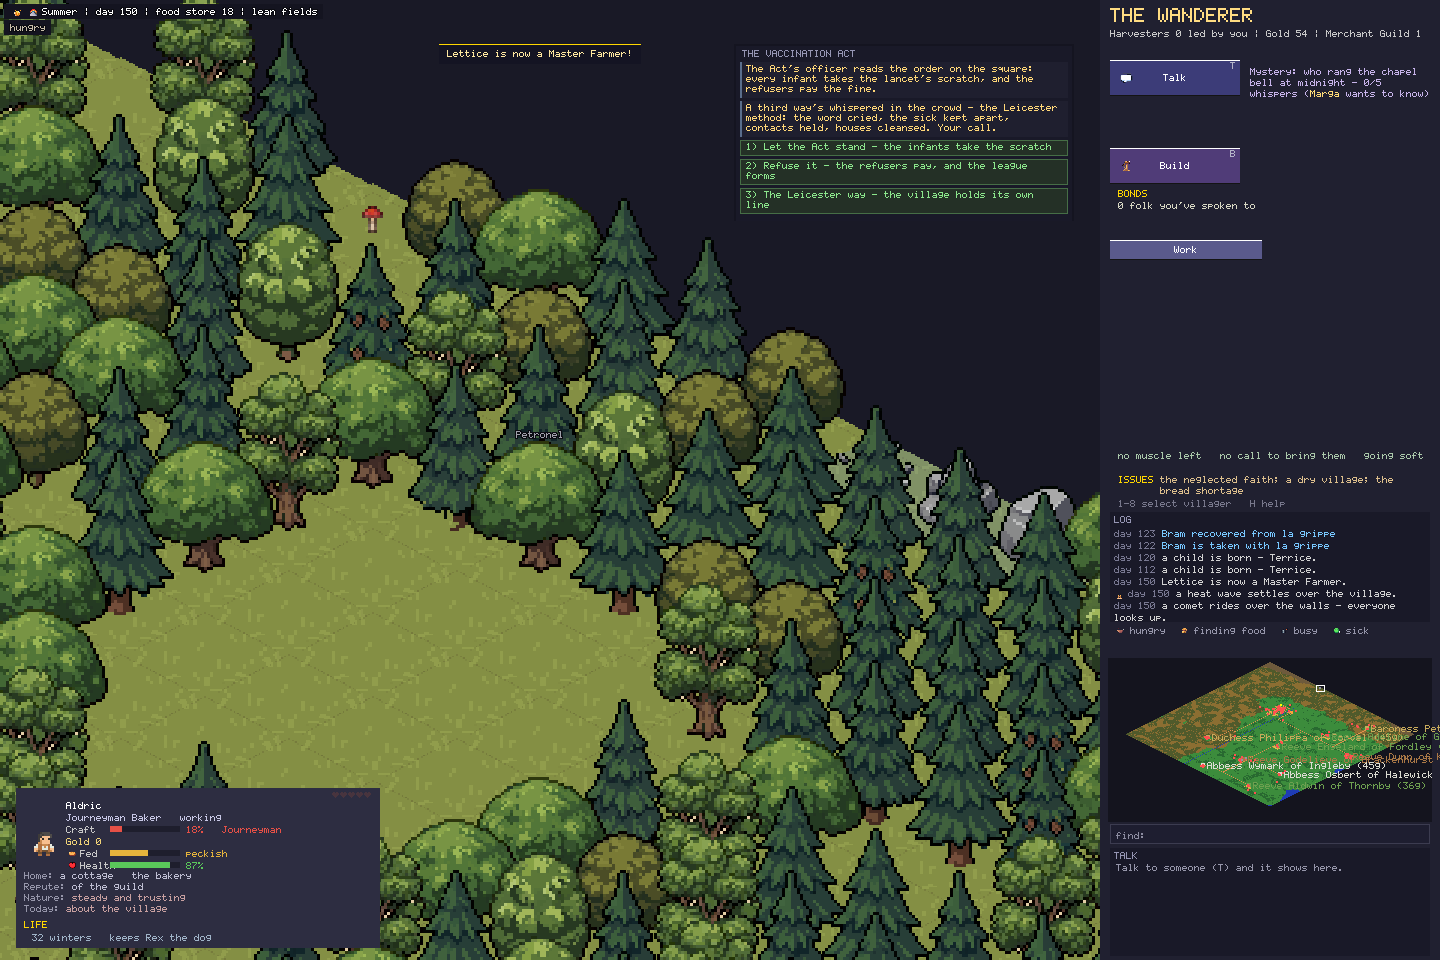 Summer ¦ day 150 ¦ food store 18 ¦ lean fields
hungry
Lettice is now a Master Farmer!
THE VACCINATION ACT
The Act's officer reads the order on the square:
every infant takes the lancet's scratch, and the
refusers pay the fine.
A third way's whispered in the crowd - the Leicester
method: the word cried, the sick kept apart,
contacts held, houses cleansed. Your call.
1) Let the Act stand - the infants take the scratch
2) Refuse it - the refusers pay, and the league
forms
3) The Leicester way - the village holds its own
line
Petronel
Aldric
Journeyman Baker working
Craft 18% Journeyman
Gold 0
Fed peckish
Healt 87%
Home: a cottage the bakery
Repute: of the guild
Nature: steady and trusting
Today: about the village
LIFE
32 winters keeps Rex the dog
THE WANDERER
Harvesters 0 led by you ¦ Gold 54 ¦ Merchant Guild 1
T
Talk
Mystery: who rang the chapel
bell at midnight - 0/5
whispers (Marga wants to know)
B
Build
BONDS
0 folk you've spoken to
Work
no muscle left no call to bring them going soft
ISSUES the neglected faith; a dry village; the
bread shortage
1-8 select villager H help
LOG
day 123 Bram recovered from la grippe
day 122 Bram is taken with la grippe
day 120 a child is born - Terrice.
day 112 a child is born - Terrice.
day 150 Lettice is now a Master Farmer.
day 150 a heat wave settles over the village.
day 150 a comet rides over the walls - everyone
looks up.
hungry finding food busy sick
Baroness Pet
Duchess Philippa of
Abbess Wymark of Ingleby (459)
Abbess Osbert of Halewick
Reeve Aldwin of Thornby (369)
find:
TALK
Talk to someone (T) and it shows here.